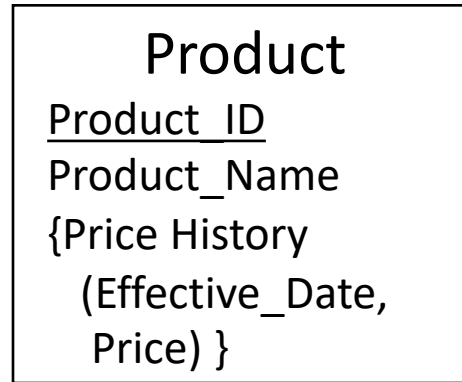 Product
Product_ID
Product_Name
{Price History
(Effective_Date,
Price) }